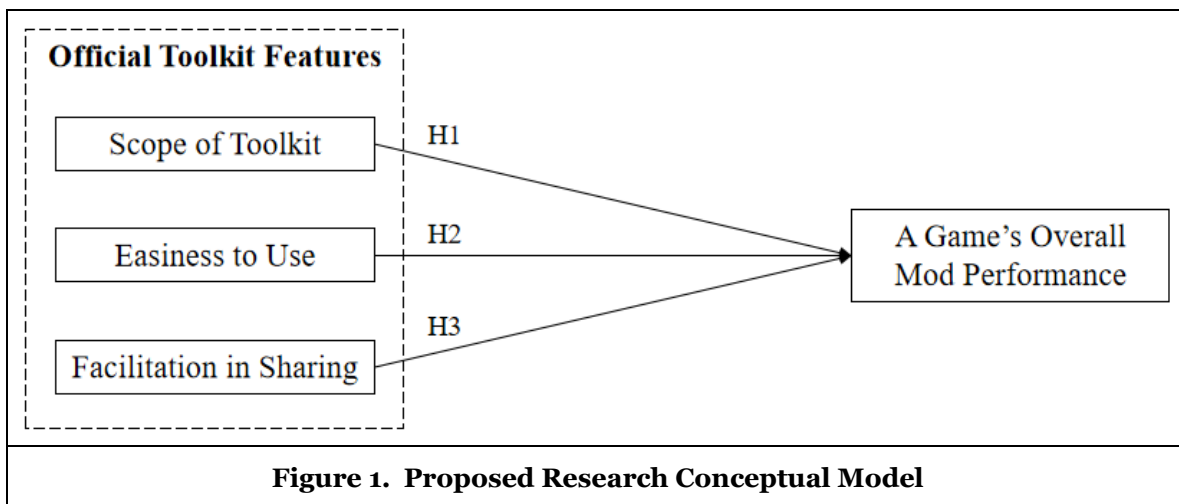 Official Toolkit Features
Scope of Toolkit
H1
Easiness to Use
H2
Facilitation in Sharing
H3
A Game's Overall
Mod Performance
Figure 1. Proposed Research Conceptual Model